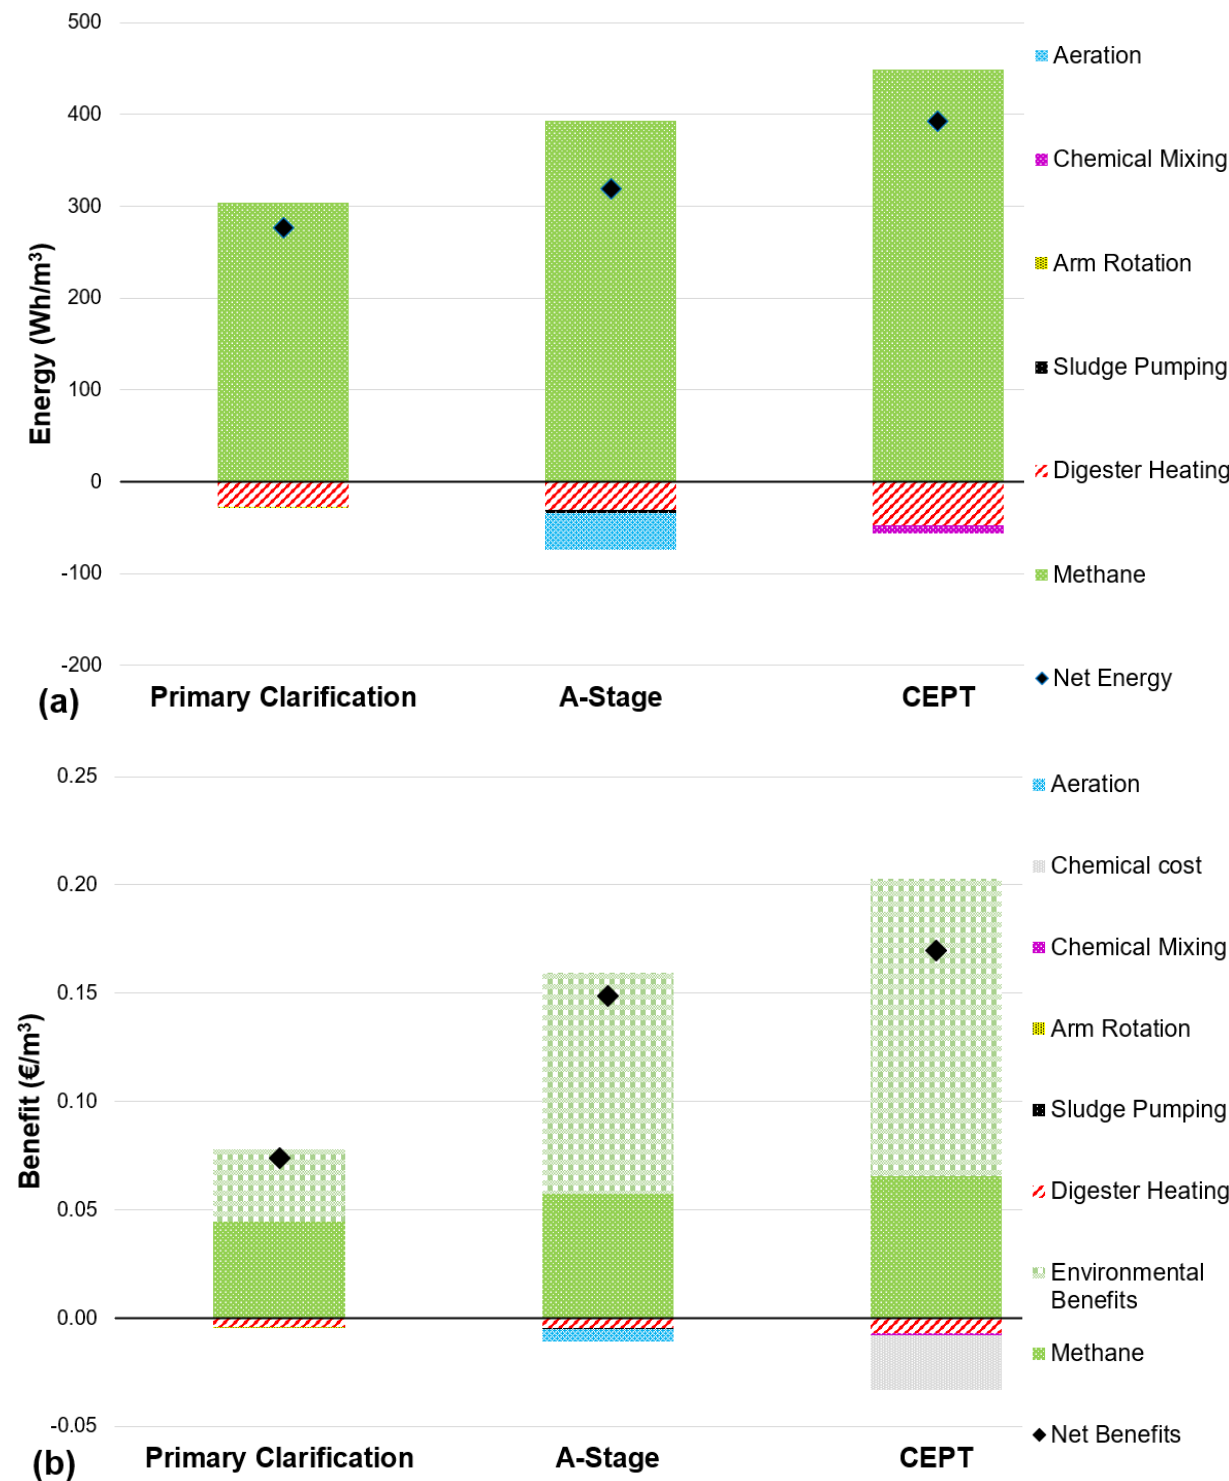 500
400
300
200
100
0
-100
-200
Energy (Wh/m³)
Primary Clarification
A-Stage
CEPT
(a)
Aeration
Chemical Mixing
Arm Rotation
Sludge Pumping
Digester Heating
Methane
Net Energy
0.25
0.20
0.15
0.10
0.05
0.00
-0.05
Benefit (€/m³)
Primary Clarification
A-Stage
CEPT
(b)
Aeration
Chemical cost
Chemical Mixing
Arm Rotation
Sludge Pumping
Digester Heating
Environmental
Benefits
Methane
Net Benefits